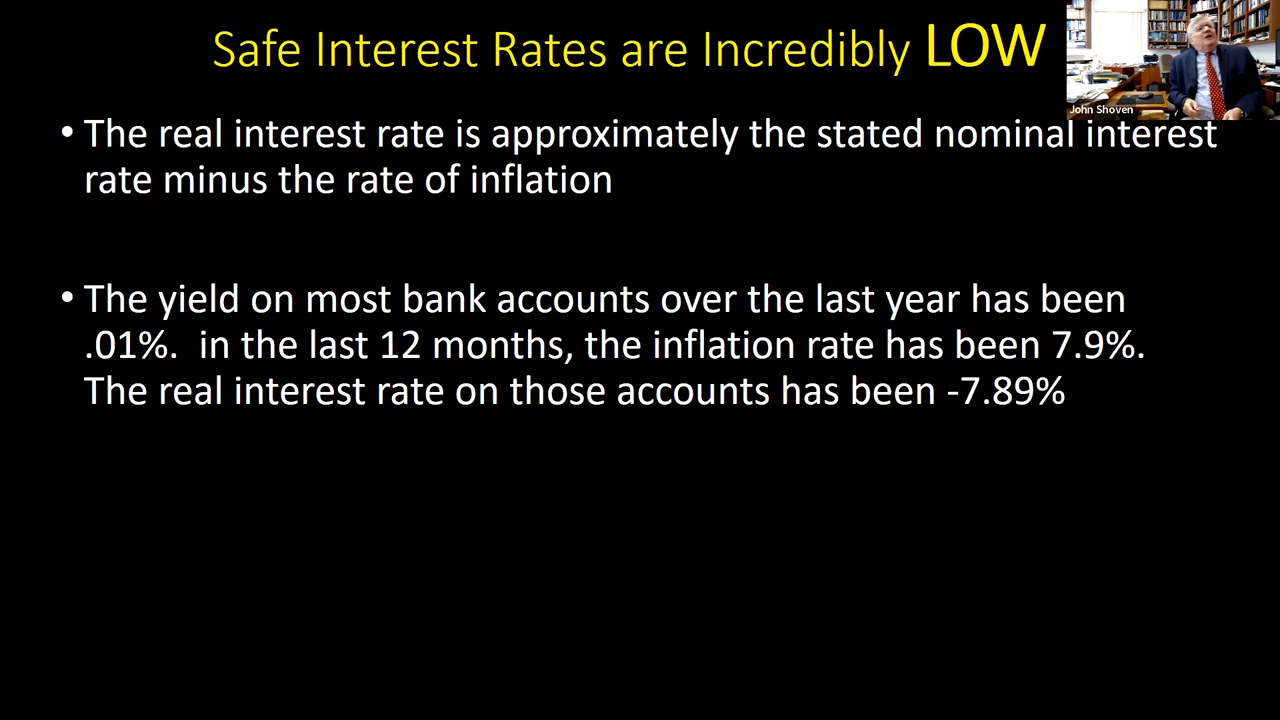 Safe Interest Rates are Incredibly LOW
John Shoven
• The real interest rate is approximately the stated nominal interest
rate minus the rate of inflation
• The yield on most bank accounts over the last year has been
.01%.  in the last 12 months, the inflation rate has been 7.9%.
The real interest rate on those accounts has been -7.89%